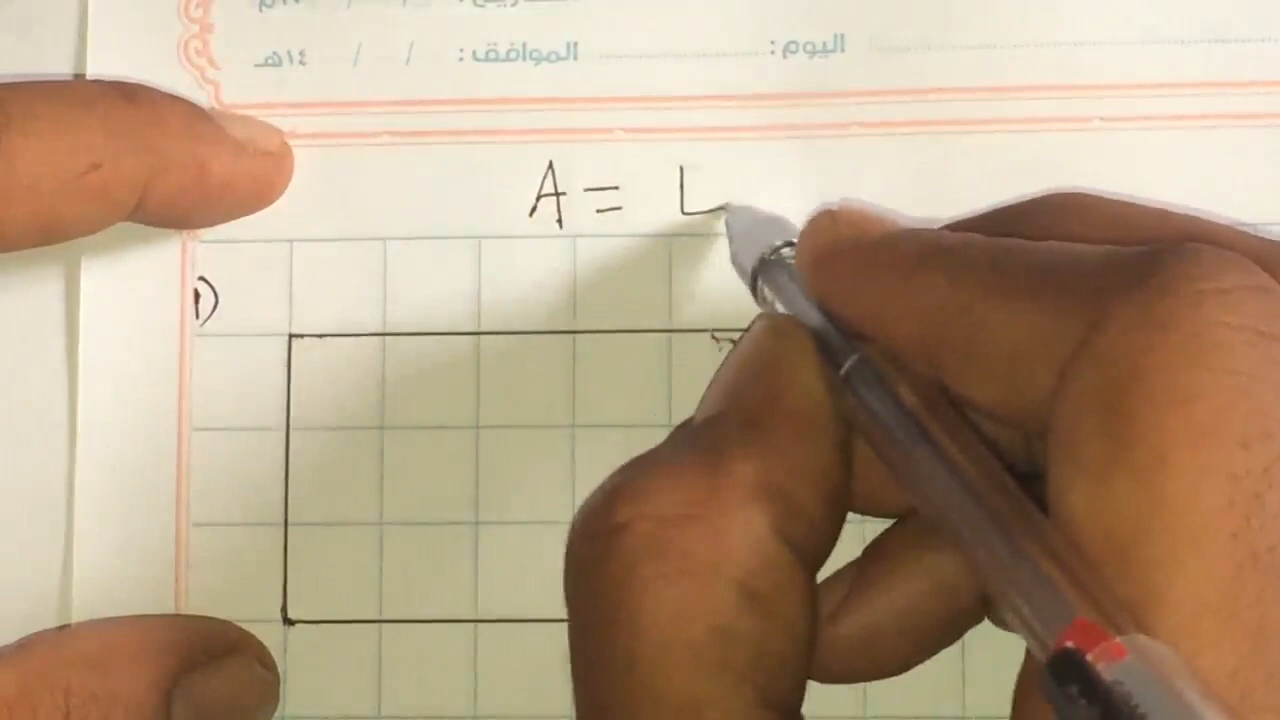 اليوم: الموافق: / / ١٤هـ
A = L
1)